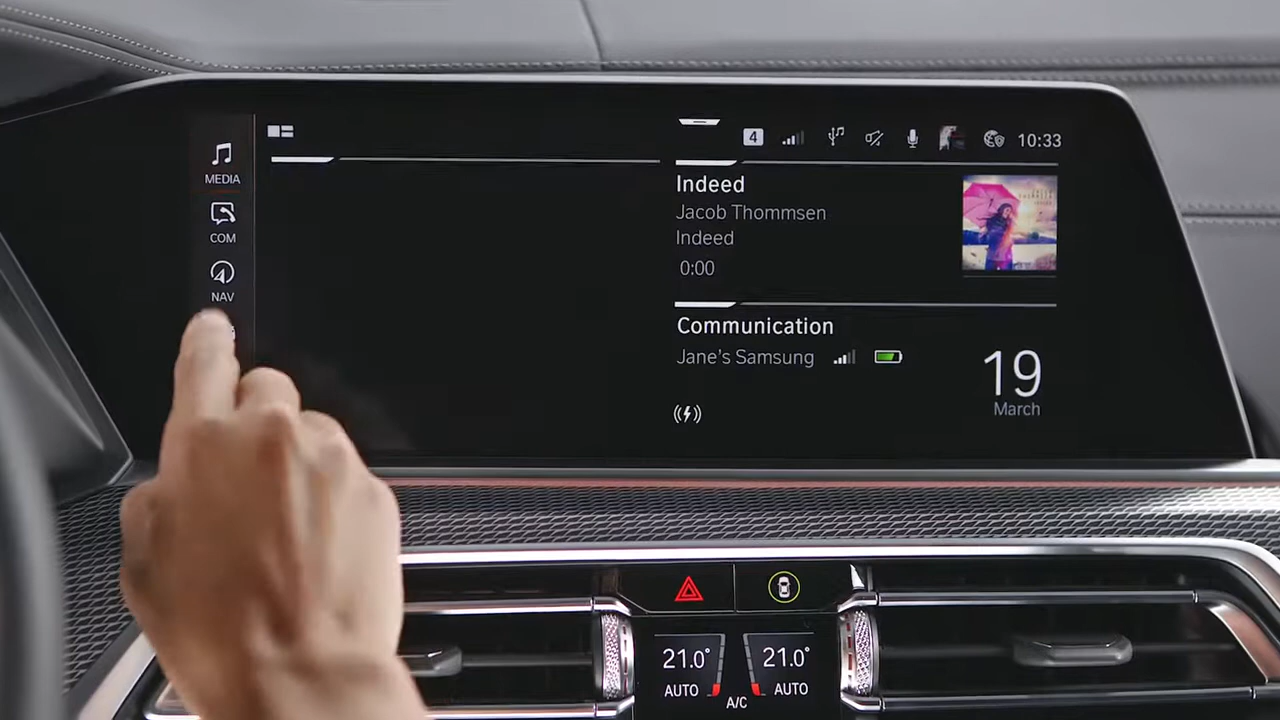 MEDIA
COM
NAV
4
10:33
Indeed
Jacob Thommsen
Indeed
0:00
Communication
Jane's Samsung
19
March
21.0°
AUTO
A/C
21.0°
AUTO